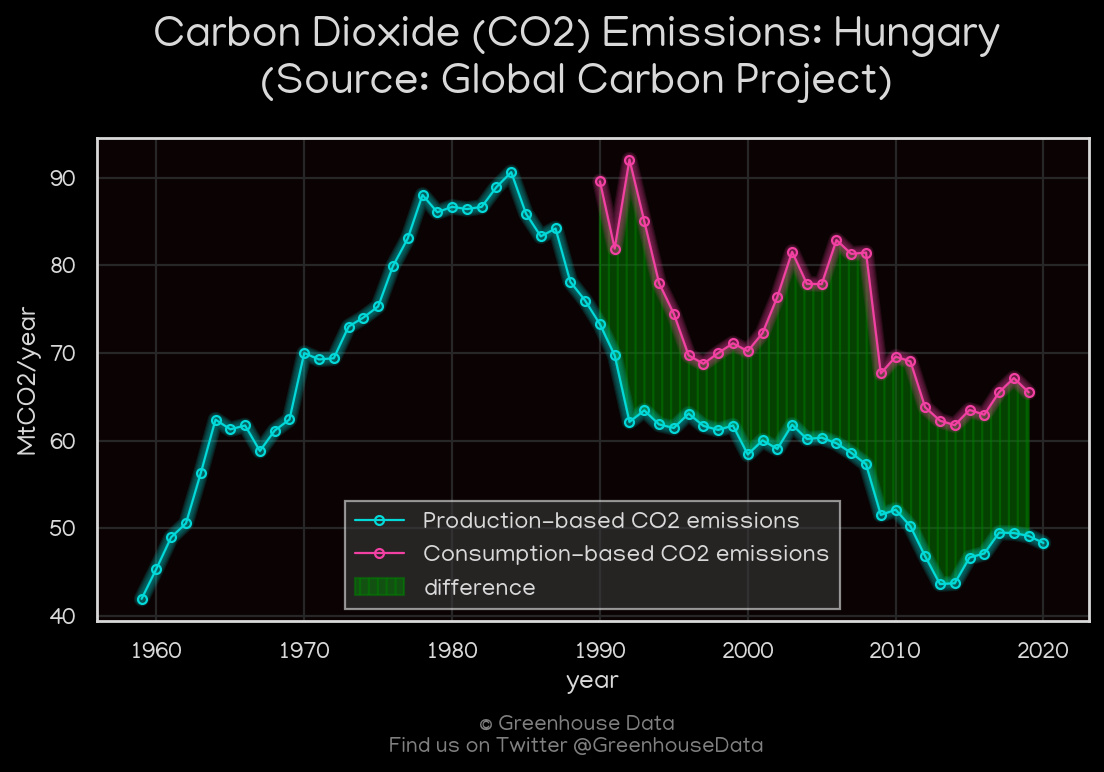 Carbon Dioxide (CO2) Emissions: Hungary
(Source: Global Carbon Project)
90
80
70
60
50
40
MtCO2/year
Production-based CO2 emissions
Consumption-based CO2 emissions
difference
1960 1970 1980 1990 2000 2010 2020
year
© Greenhouse Data
Find us on Twitter @GreenhouseData